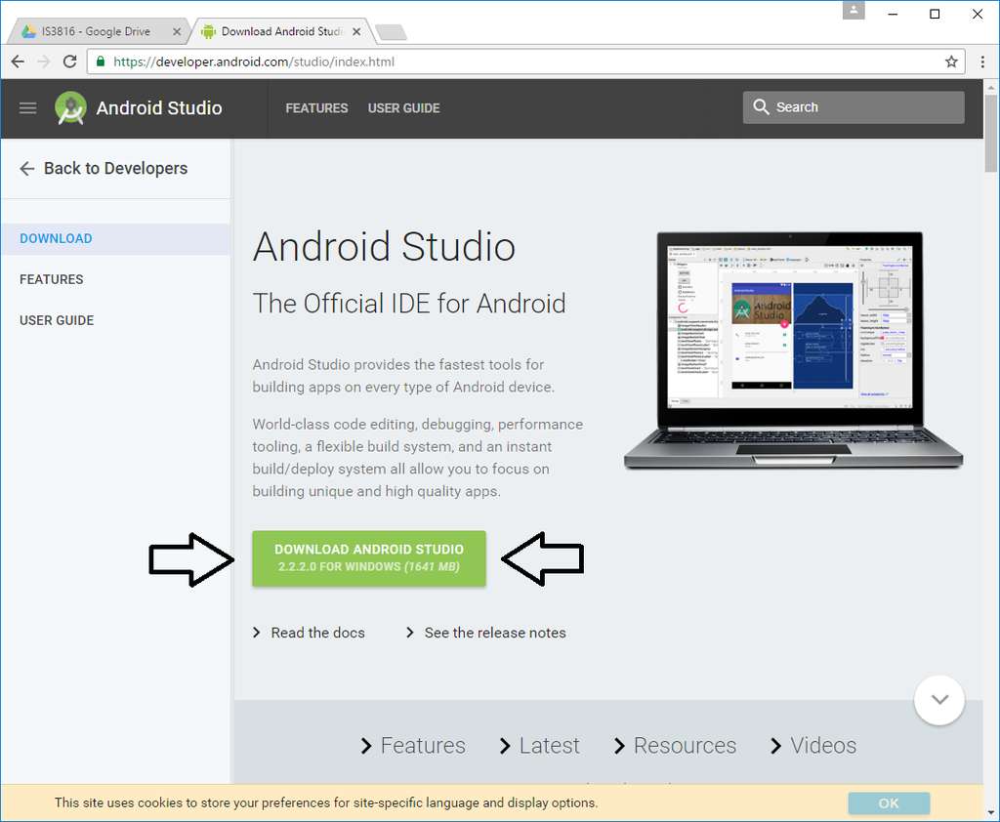 IS3816 - Google Drive
Download Android Studi
https://developer.android.com/studio/index.html
Android Studio
FEATURES
USER GUIDE
Search
Back to Developers
DOWNLOAD
FEATURES
USER GUIDE
Android Studio
The Official IDE for Android
Android Studio provides the fastest tools for
building apps on every type of Android device.
World-class code editing, debugging, performance
tooling, a flexible build system, and an instant
build/deploy system all allow you to focus on
building unique and high quality apps.
Android Studio
Android
Studio
DOWNLOAD ANDROID STUDIO
2.2.2.0 FOR WINDOWS (1641 MB)
Read the docs
See the release notes
Features
Latest
Resources
Videos
This site uses cookies to store your preferences for site-specific language and display options.
OK